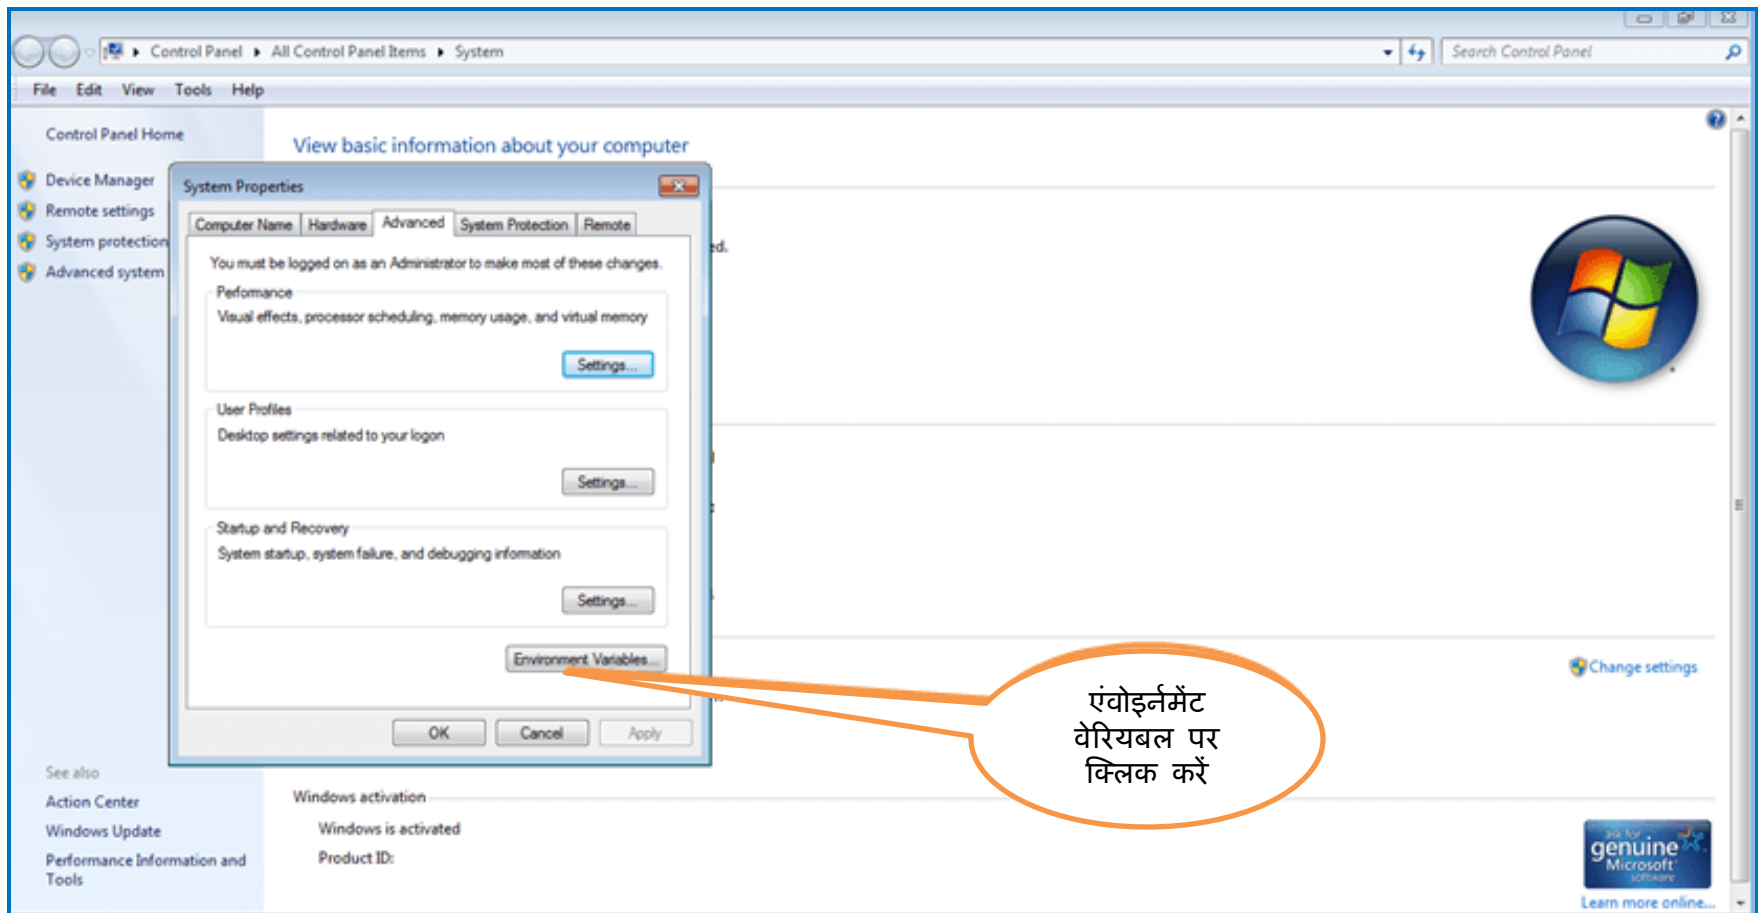 Control Panel ▸ All Control Panel Items ▸ System
Search Control Panel
File Edit View Tools Help
Control Panel Home
Device Manager
Remote settings
System protection
Advanced system
View basic information about your computer
System Properties
Computer Name Hardware Advanced System Protection Remote
You must be logged on as an Administrator to make most of these changes.
Performance
Visual effects, processor scheduling, memory usage, and virtual memory
Settings...
User Profiles
Desktop settings related to your logon
Settings...
Startup and Recovery
System startup, system failure, and debugging information
Settings...
Environment Variables...
OK Cancel Apply
ed.
एंवोइर्नमेंट
वेरियबल पर
क्लिक करें
Change settings
See also
Action Center
Windows Update
Performance Information and
Tools
Windows activation
Windows is activated
Product ID:
ask for
genuine
Microsoft
software
Learn more online...